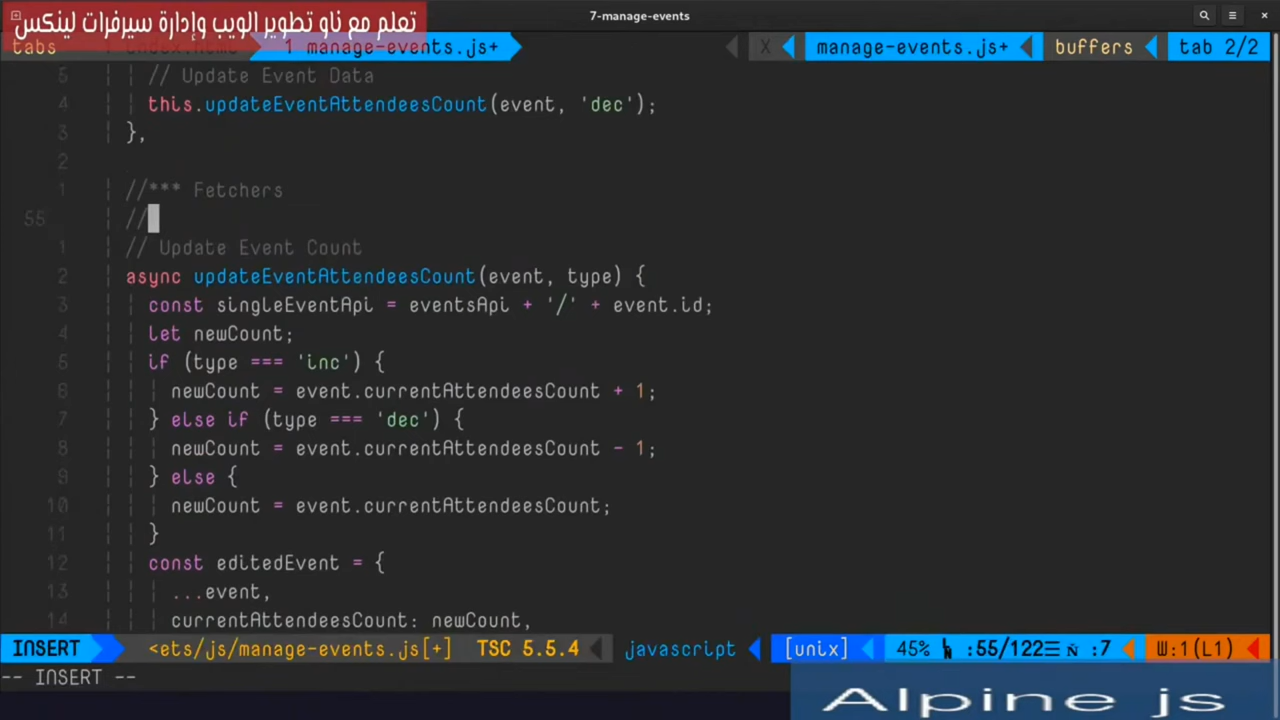 تعلم مع ناو تطوير الويب وإدارة سيرفرات لينكس
7-manage-events
tabs index.html 1 manage-events.js+ X manage-events.js+ buffers tab 2/2
5 // Update Event Data
4 this.updateEventAttendeesCount(event, 'dec');
3 },
2
1 //*** Fetchers
55 //
1 // Update Event Count
2 async updateEventAttendeesCount(event, type) {
3 const singleEventApi = eventsApi + '/' + event.id;
4 let newCount;
5 if (type === 'inc') {
6 newCount = event.currentAttendeesCount + 1;
7 } else if (type === 'dec') {
8 newCount = event.currentAttendeesCount - 1;
9 } else {
10 newCount = event.currentAttendeesCount;
11 }
12 const editedEvent = {
13 ...event,
14 currentAttendeesCount: newCount,
INSERT <ets/js/manage-events.js[+] TSC 5.5.4 javascript [unix] 45% :55/122☰ :7 W:1(L1)
-- INSERT --
Alpine js